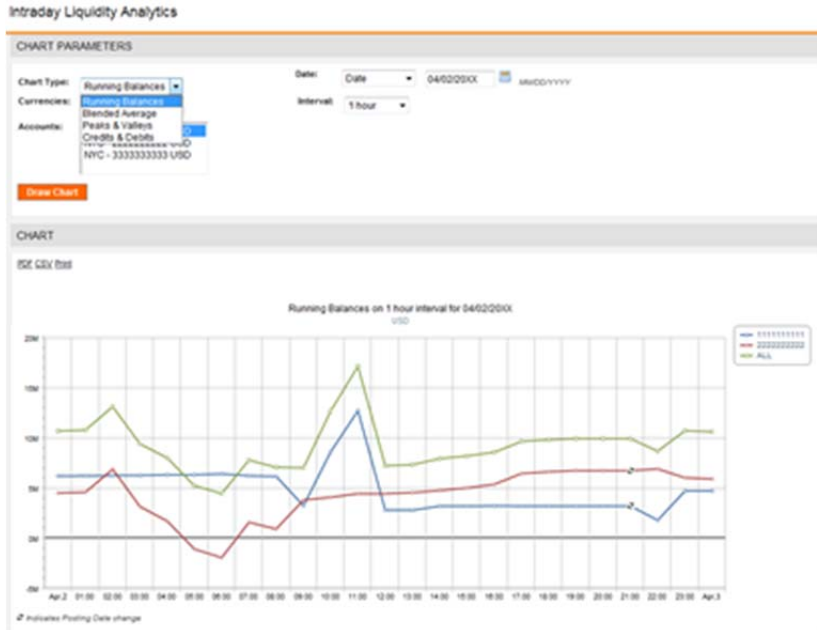 Intraday Liquidity Analytics
CHART PARAMETERS
Chart Type: Running Balances
Date: Date 04/02/20XX MM/DD/YYYY
Currencies:
Running Balances
Blended Average
Peaks & Valleys
Credits & Debits
Interval: 1 hour
Accounts:
NYC - 3333333333 USD
Draw Chart
CHART
PDF CSV Print
Running Balances on 1 hour interval for 04/02/20XX
USD
1111111111
2222222222
ALL
20M
15M
10M
5M
0M
-5M
Apr.2 01:00 02:00 03:00 04:00 05:00 06:00 07:00 08:00 09:00 10:00 11:00 12:00 13:00 14:00 15:00 16:00 17:00 18:00 19:00 20:00 21:00 22:00 23:00 Apr.3
Indicates Posting Date change